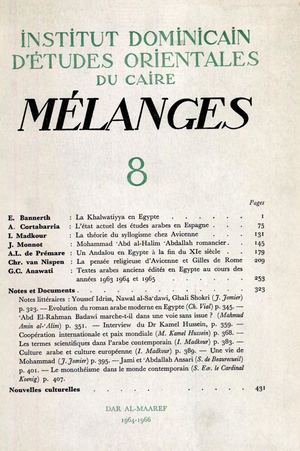 INSTITUT DOMINICAIN
D'ÉTUDES ORIENTALES
DU CAIRE
MÉLANGES
8
Pages
E. Bannerth : La Khalwatiyya en Egypte 1
A. Cortabarria : L'état actuel des études arabes en Espagne 75
I. Madkour : La théorie du syllogisme chez Avicenne 131
J. Monnot : Mohammad 'Abd al-Halim 'Abdallah romancier. 145
A.L. de Prémare : Un Andalou en Egypte à la fin du XIe siècle 179
Chr. van Nispen : La pensée religieuse d'Avicenne et Gilles de Rome 209
G.C. Anawati : Textes arabes anciens édités en Egypte au cours des
années 1963 1964 et 1965 253
Notes et Documents. 323
Notes littéraires : Youssef Idris, Nawal al-Sa'dawi, Ghali Shokri (J. Jomier)
p. 323. — Evolution du roman arabe moderne en Egypte (Ch. Vial) p. 345. —
'Abd El-Rahman Badawi marche-t-il dans une voie sans issue ? (Mahmud
Amin al-'Alim) p. 351. — Interview du Dr Kamel Hussein, p. 359. —
Coopération internationale et paix mondiale (M. Kamel Hussein) p. 368. —
Les termes scientifiques dans l'arabe contemporain (I. Madkour) p. 383. —
Culture arabe et culture européenne (I. Madkour) p. 389. — Une vie de
Mohammad (J. Jomier) p. 395. — Jami et 'Abdallah Ansari (S. de Beaurecueil)
p. 401. — Le monothéisme dans le monde contemporain (S. Em. le Cardinal
Koenig) p. 407.
Nouvelles culturelles 431
DAR AL-MAAREF
1964-1966